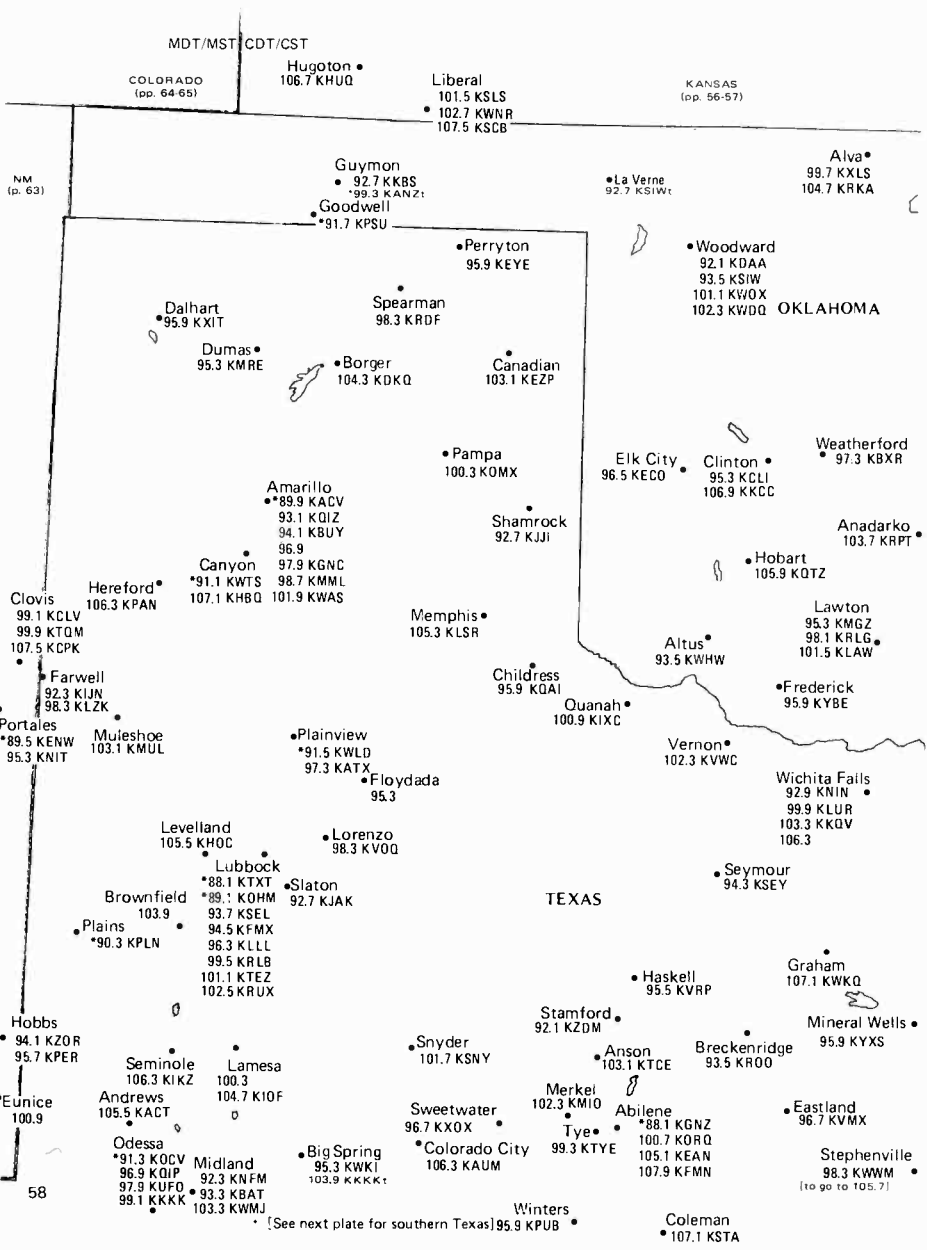 MDT/MST CDT/CST
COLORADO
(pp. 64-65)
Hugoton
106.7 KHUQ
Liberal
101.5 KSLS
102.7 KWNR
107.5 KSCB
KANSAS
(pp. 56-57)
NM
(p. 63)
Guymon
92.7 KKBS
*99.3 KANZt
Goodwell
*91.7 KPSU
La Verne
92.7 KSIWt
Alva
99.7 KXLS
104.7 KRKA
Perryton
95.9 KEYE
Woodward
92.1 KDAA
93.5 KSIW
101.1 KWOX
102.3 KWDQ
OKLAHOMA
Spearman
98.3 KRDF
Dalhart
95.9 KXIT
Dumas
95.3 KMRE
Borger
104.3 KDKQ
Canadian
103.1 KEZP
Pampa
100.3 KOMX
Elk City
96.5 KECO
Clinton
95.3 KCLI
106.9 KKCC
Weatherford
97.3 KBXR
Amarillo
*89.9 KACV
93.1 KQIZ
94.1 KBUY
96.9
97.9 KGNC
98.7 KMML
101.9 KWAS
Shamrock
92.7 KJJI
Anadarko
103.7 KRPT
Canyon
*91.1 KWTS
107.1 KHBQ
Hobart
105.9 KQTZ
Hereford
106.3 KPAN
Clovis
99.1 KCLV
99.9 KTQM
107.5 KCPK
Memphis
105.3 KLSR
Lawton
95.3 KMGZ
98.1 KRLG
101.5 KLAW
Altus
93.5 KWHW
Farwell
92.3 KIJN
98.3 KLZK
Childress
95.9 KQAI
Quanah
100.9 KIXC
Frederick
95.9 KYBE
Portales
*89.5 KENW
95.3 KNIT
Muleshoe
103.1 KMUL
Plainview
*91.5 KWLD
97.3 KATX
Vernon
102.3 KVWC
Floydada
95.3
Wichita Falls
92.9 KNIN
99.9 KLUR
103.3 KKQV
106.3
Levelland
105.5 KHOC
Lorenzo
98.3 KVOQ
Lubbock
*88.1 KTXT
*89.1 KOHM
93.7 KSEL
94.5 KFMX
96.3 KLLL
99.5 KRLB
101.1 KTEZ
102.5 KRUX
Slaton
92.7 KJAK
Seymour
94.3 KSEY
Brownfield
103.9
TEXAS
Plains
*90.3 KPLN
Graham
107.1 KWKQ
Haskell
95.5 KVRP
Hobbs
94.1 KZOR
95.7 KPER
Stamford
92.1 KZDM
Mineral Wells
95.9 KYXS
Seminole
106.3 KIKZ
Lamesa
100.3
104.7 KIOF
Snyder
101.7 KSNY
Anson
103.1 KTCE
Breckenridge
93.5 KROO
Eunice
100.9
Andrews
105.5 KACT
Merkel
102.3 KMIO
Sweetwater
96.7 KXOX
Tye
99.3 KTYE
Abilene
*88.1 KGNZ
100.7 KORQ
105.1 KEAN
107.9 KFMN
Eastland
96.7 KVMX
Odessa
*91.3 KOCV
96.9 KQIP
97.9 KUFO
99.1 KKKK
Midland
92.3 KNFM
93.3 KBAT
103.3 KWMJ
Big Spring
95.3 KWKI
103.9 KKKKt
Colorado City
106.3 KAUM
Stephenville
98.3 KWWM
[to go to 105.7]
58
[See next plate for southern Texas]
Winters
95.9 KPUB
Coleman
107.1 KSTA